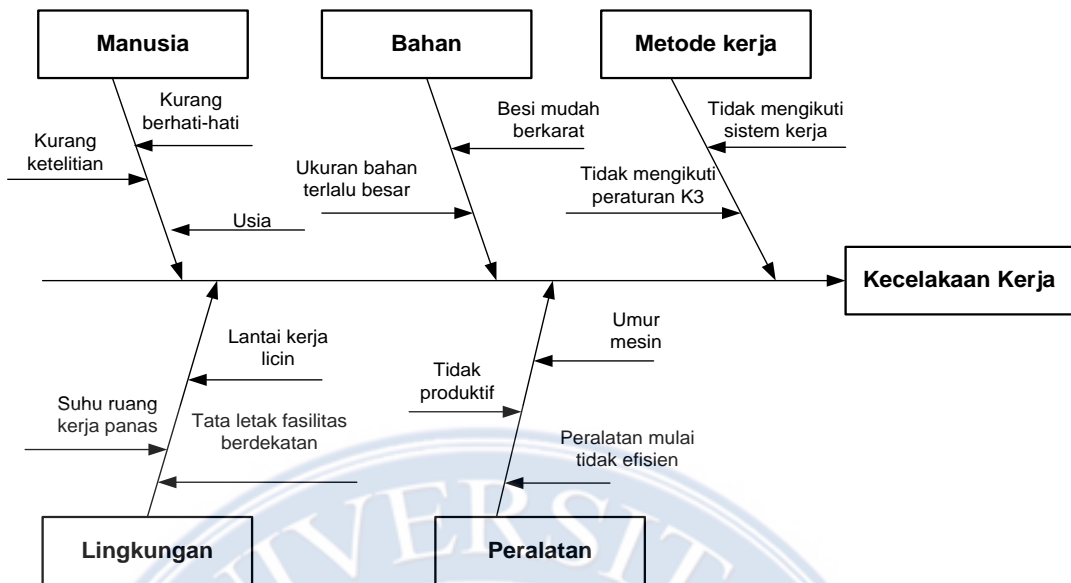 Manusia
Bahan
Metode kerja
Kurang
berhati-hati
Kurang
ketelitian
Usia
Besi mudah
berkarat
Ukuran bahan
terlalu besar
Tidak mengikuti
sistem kerja
Tidak mengikuti
peraturan K3
Kecelakaan Kerja
Lantai kerja
licin
Suhu ruang
kerja panas
Tata letak fasilitas
berdekatan
Umur
mesin
Tidak
produktif
Peralatan mulai
tidak efisien
Lingkungan
Peralatan
IVERSIT